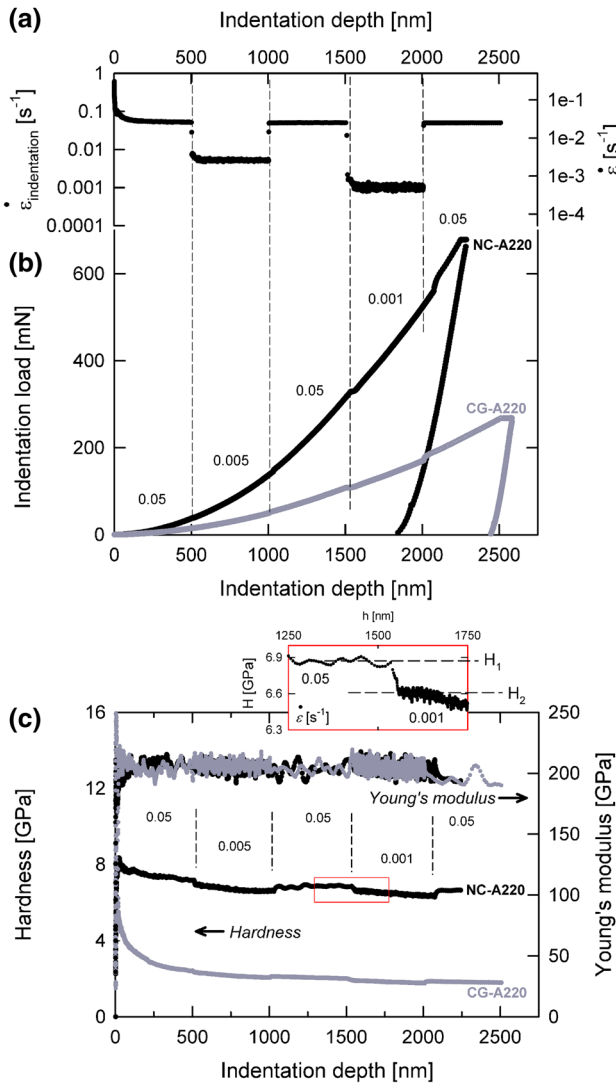 (a)
Indentation depth [nm]
0 500 1000 1500 2000 2500
1
0.1
0.01
0.001
0.0001
ε̇indentation [s⁻¹]
1e-1
1e-2
1e-3
1e-4
ε̇ [s⁻¹]
(b)
0.05
NC-A220
0.001
0.05
CG-A220
0.005
0.05
600
400
200
0
Indentation load [mN]
0 500 1000 1500 2000 2500
Indentation depth [nm]
h [nm]
1250 1500 1750
6.9
6.6
6.3
H [GPa]
H₁
0.05
H₂
ε̇ [s⁻¹] 0.001
(c)
16
12
8
4
0
Hardness [GPa]
250
200
150
100
50
0
Young's modulus [GPa]
Young's modulus
0.05 0.005 0.05 0.001 0.05
NC-A220
Hardness
CG-A220
0 500 1000 1500 2000 2500
Indentation depth [nm]